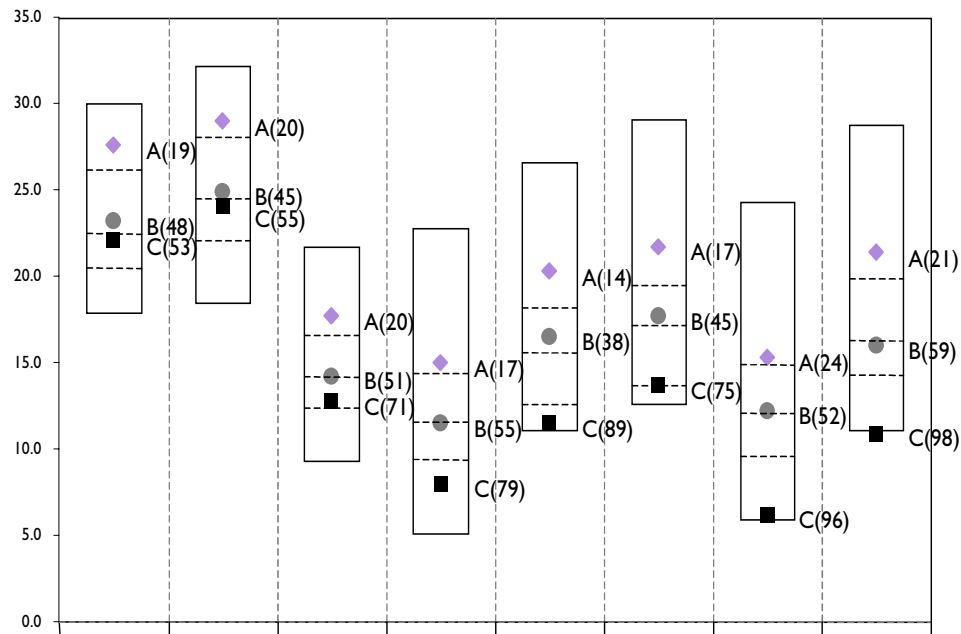 35.0
30.0
25.0
20.0
15.0
10.0
5.0
0.0
A(19)
B(48)
C(53)
A(20)
B(45)
C(55)
A(20)
B(51)
C(71)
A(17)
B(55)
C(79)
A(14)
B(38)
C(89)
A(17)
B(45)
C(75)
A(24)
B(52)
C(96)
A(21)
B(59)
C(98)